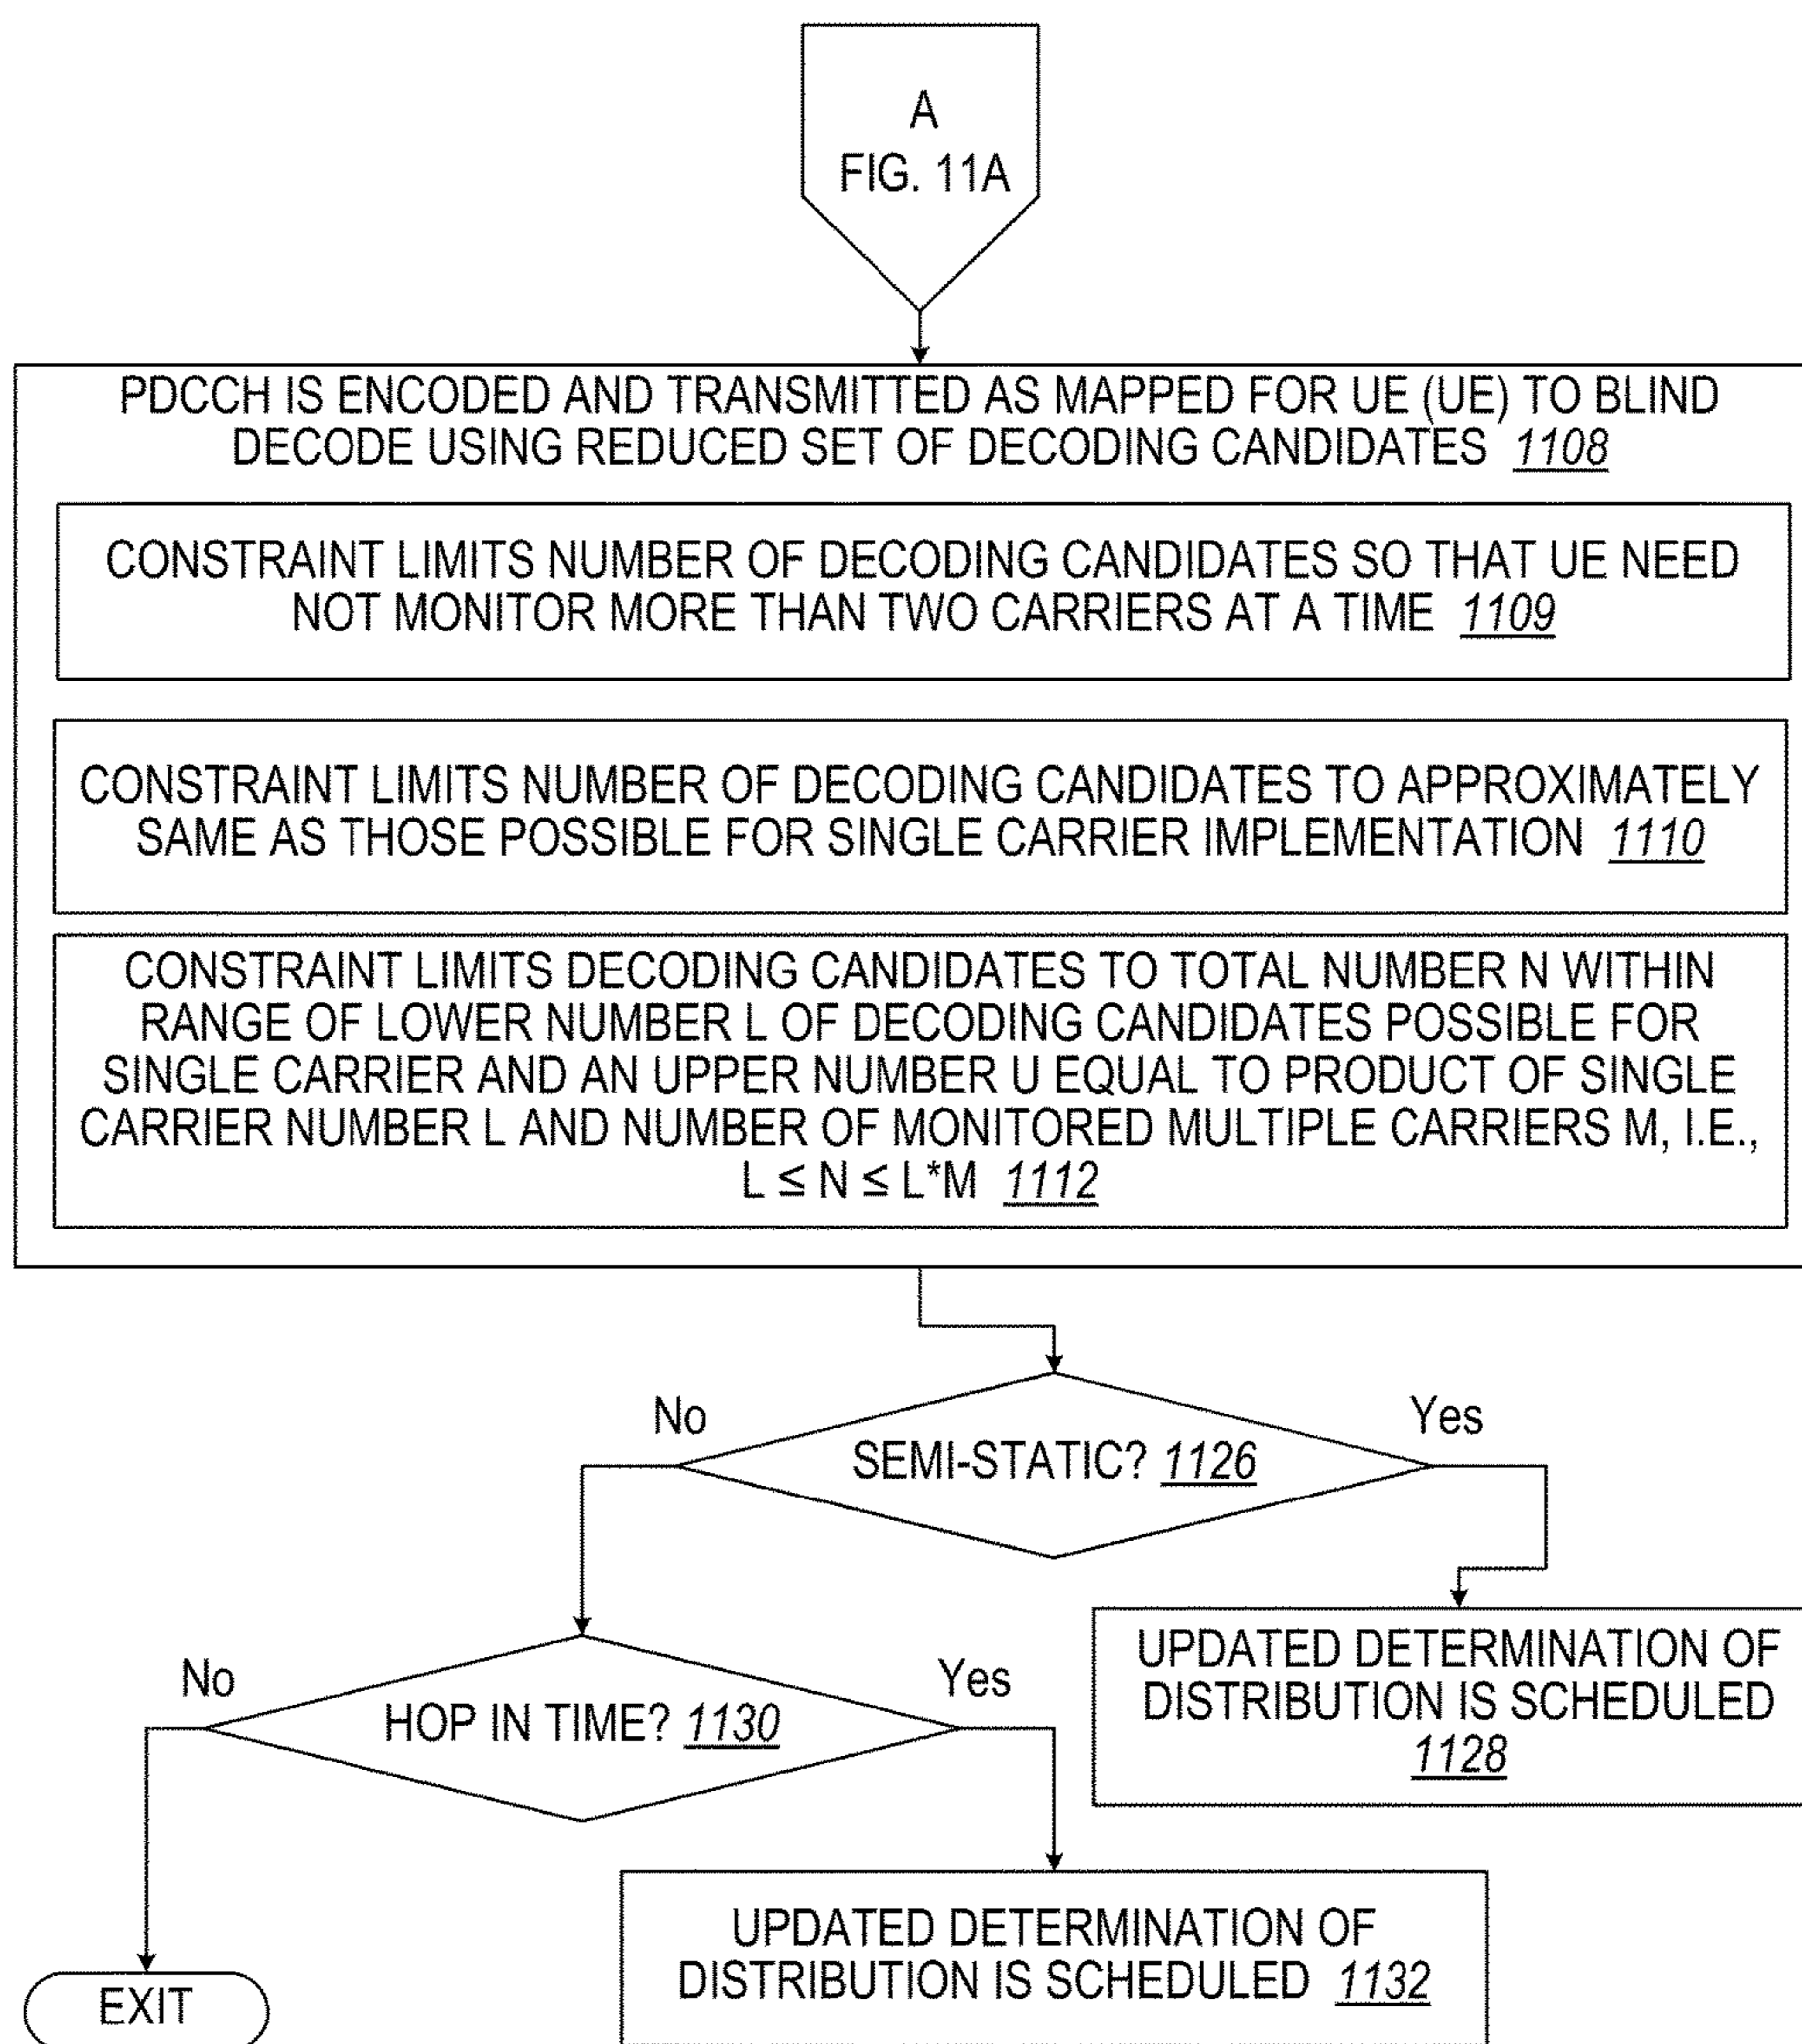 A
FIG. 11A
PDCCH IS ENCODED AND TRANSMITTED AS MAPPED FOR UE (UE) TO BLIND
DECODE USING REDUCED SET OF DECODING CANDIDATES 1108
CONSTRAINT LIMITS NUMBER OF DECODING CANDIDATES SO THAT UE NEED
NOT MONITOR MORE THAN TWO CARRIERS AT A TIME 1109
CONSTRAINT LIMITS NUMBER OF DECODING CANDIDATES TO APPROXIMATELY
SAME AS THOSE POSSIBLE FOR SINGLE CARRIER IMPLEMENTATION 1110
CONSTRAINT LIMITS DECODING CANDIDATES TO TOTAL NUMBER N WITHIN
RANGE OF LOWER NUMBER L OF DECODING CANDIDATES POSSIBLE FOR
SINGLE CARRIER AND AN UPPER NUMBER U EQUAL TO PRODUCT OF SINGLE
CARRIER NUMBER L AND NUMBER OF MONITORED MULTIPLE CARRIERS M, I.E.,
L ≤ N ≤ L*M 1112
No
Yes
SEMI-STATIC? 1126
UPDATED DETERMINATION OF
DISTRIBUTION IS SCHEDULED
1128
No
Yes
HOP IN TIME? 1130
UPDATED DETERMINATION OF
DISTRIBUTION IS SCHEDULED 1132
EXIT